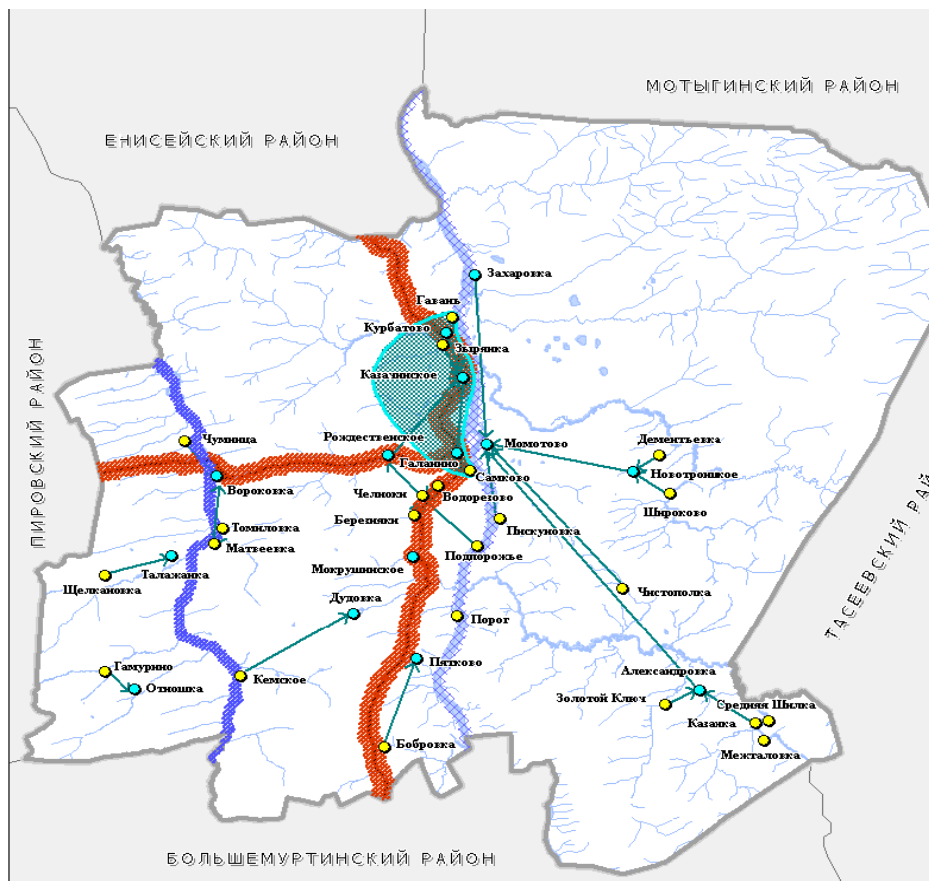 МОТЫГИНСКИЙ РАЙОН
ЕНИСЕЙСКИЙ РАЙОН
Захаровка
Гавань
Курбатово
Зырянка
ПИРОВСКИЙ РАЙОН
Казачинское
Рождественское
Момотово
Дементьевка
Чумница
Галанино
Новотроицкое
Самково
Вороковка
Челноки
Водорезово
Широково
Березняки
Пискуновка
Томиловка
Матвеевка
Подпорожье
Мокрушинское
Талажанка
Щелкановка
Чистополка
ТАСЕЕВСКИЙ РАЙ
Дудовка
Порог
Гамурино
Пятково
Александровка
Отношка
Кемское
Золотой Ключ
Средняя Шилка
Казанка
Бобровка
Межталовка
БОЛЬШЕМУРТИНСКИЙ РАЙОН